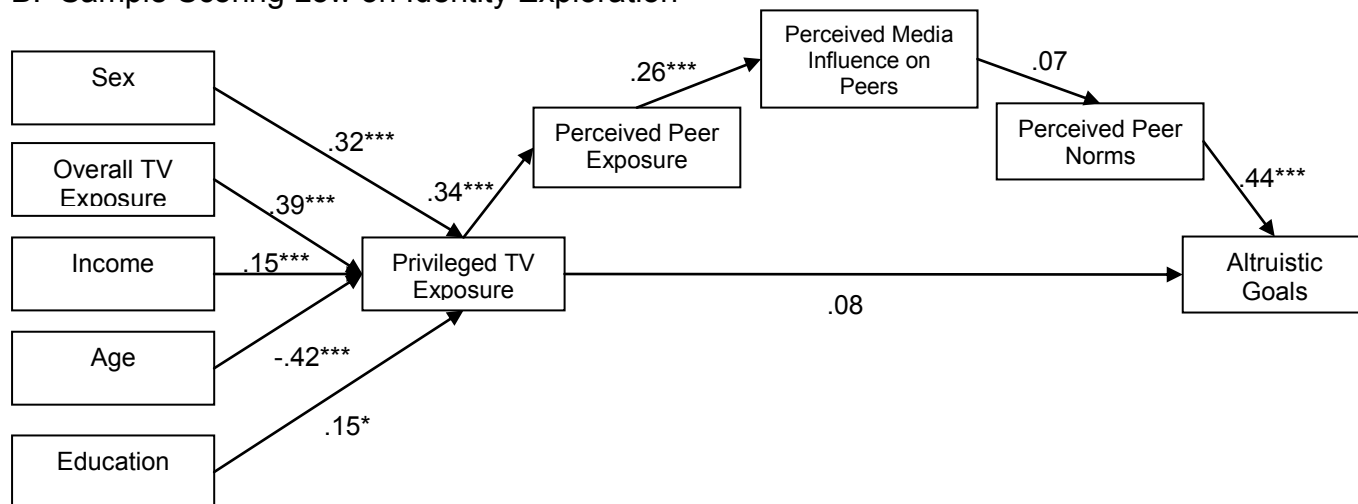 B. Sample Scoring Low on Identity Exploration
Perceived Media
Influence on
Peers
Sex
.26***
.07
Perceived Peer
Exposure
Perceived Peer
Norms
.32***
Overall TV
Exposure
.34***
.44***
.39***
Income
.15***
Privileged TV
Exposure
Altruistic
Goals
.08
Age
-.42***
.15*
Education